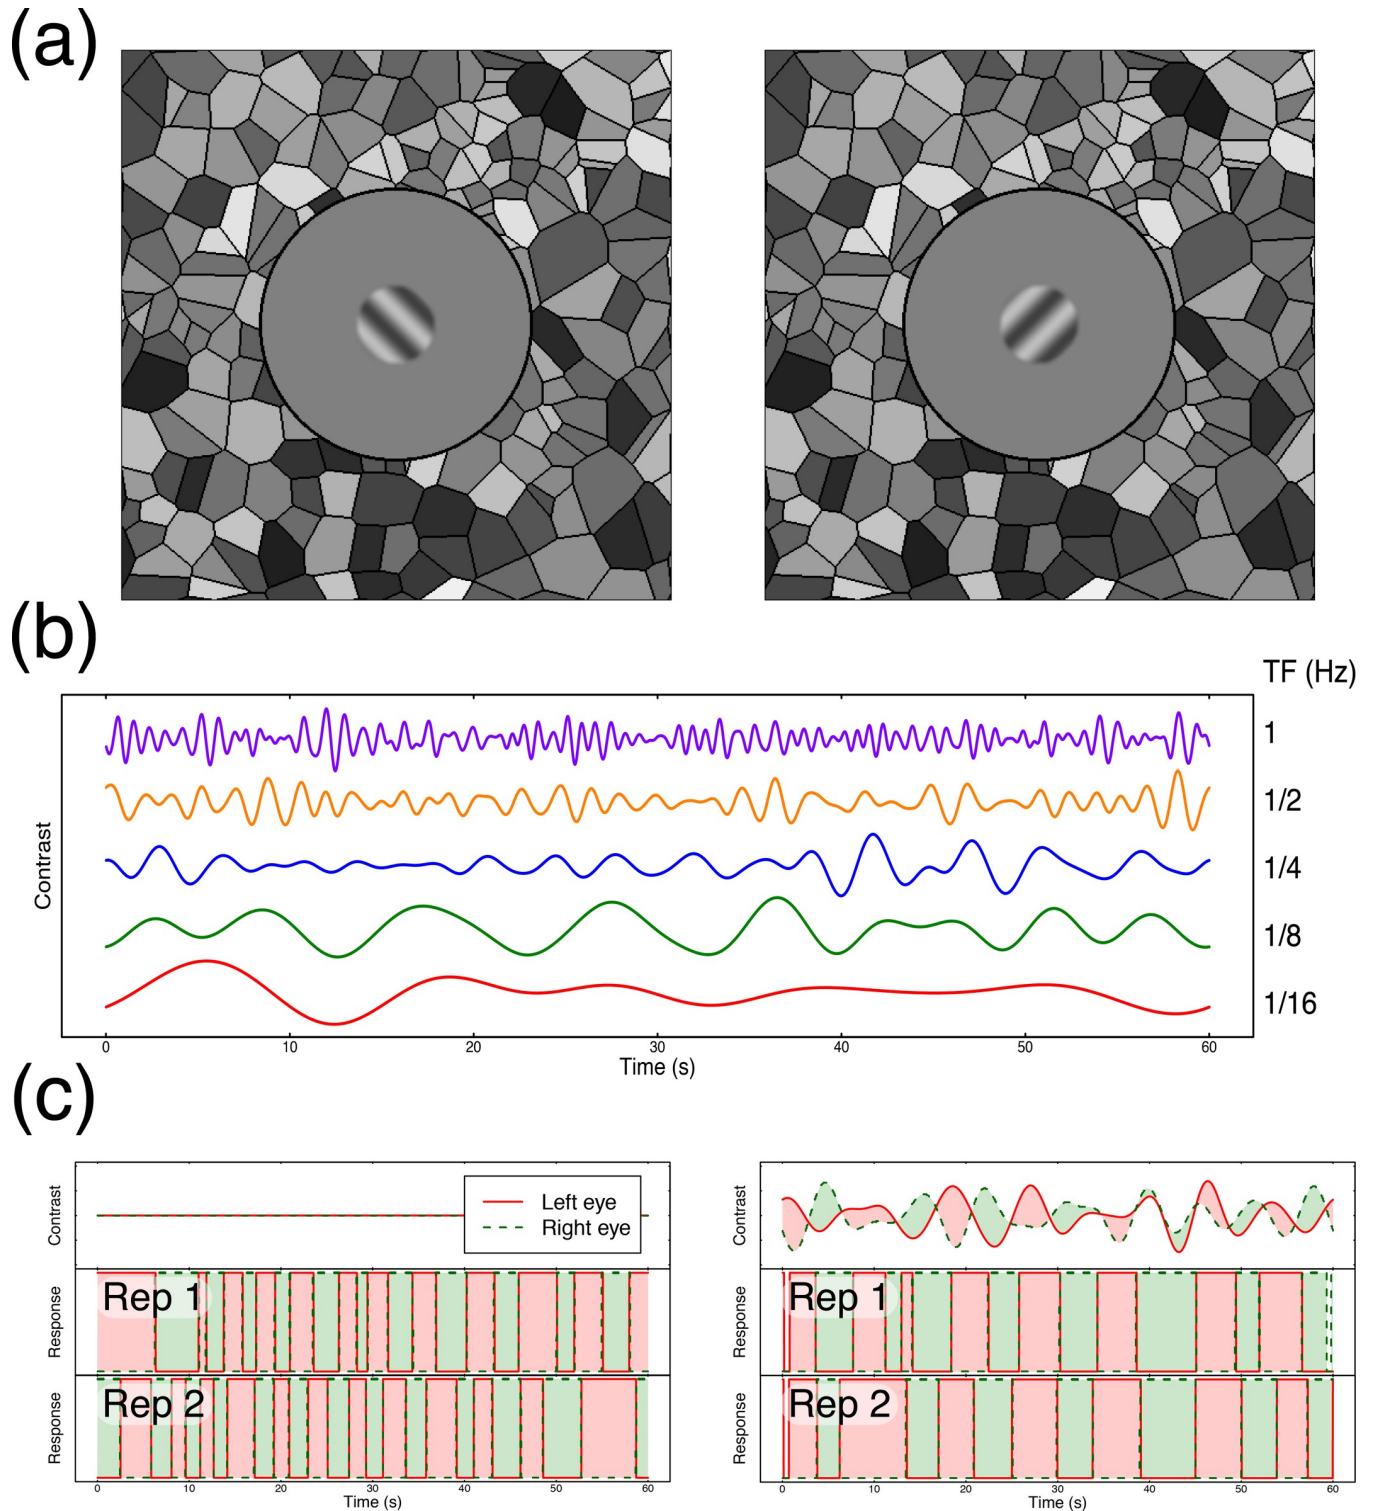 (a)
(b)
TF (Hz)
1
1/2
1/4
1/8
1/16
Contrast
0 10 20 30 40 50 60
Time (s)
(c)
Contrast
Left eye
Right eye
Response
Rep 1
Response
Rep 2
0 10 20 30 40 50 60
Time (s)
Contrast
Response
Rep 1
Response
Rep 2
0 10 20 30 40 50 60
Time (s)